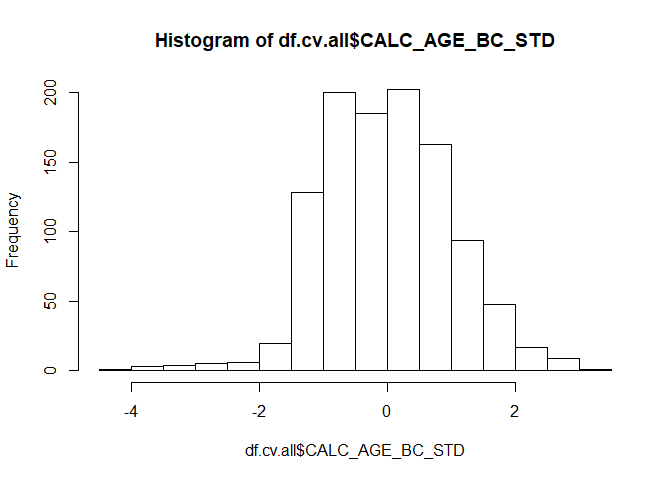 Histogram of df.cv.all$CALC_AGE_BC_STD
Frequency
200
150
100
50
0
-4 -2 0 2
df.cv.all$CALC_AGE_BC_STD